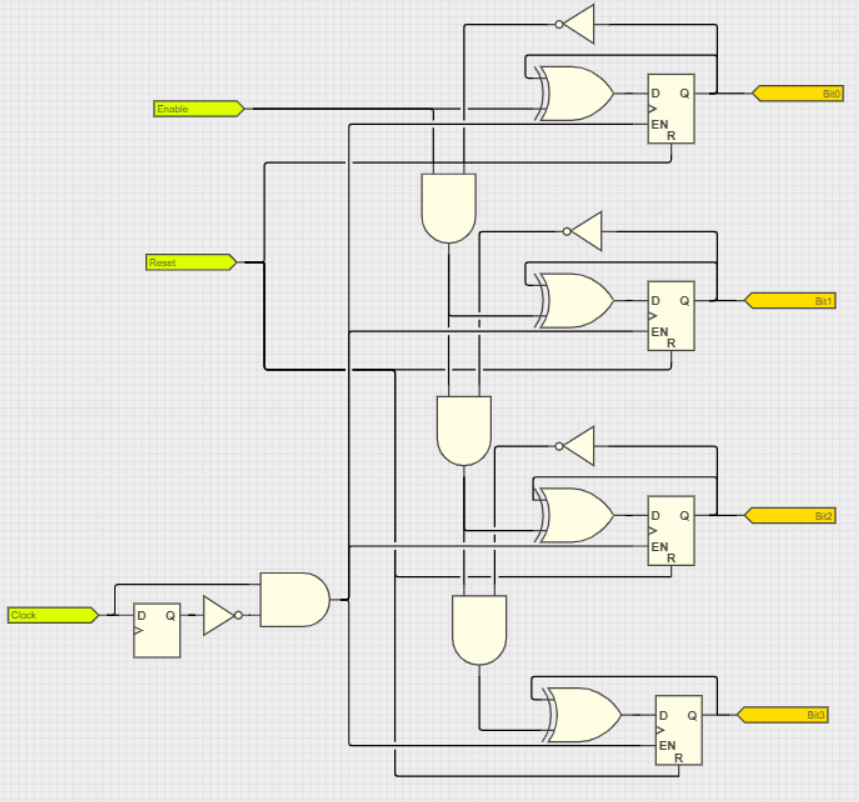 D Q
Bit0
Enable
EN
R
Reset
D Q
Bit1
EN
R
D Q
Bit2
EN
R
Clock
D Q
D Q
Bit3
EN
R